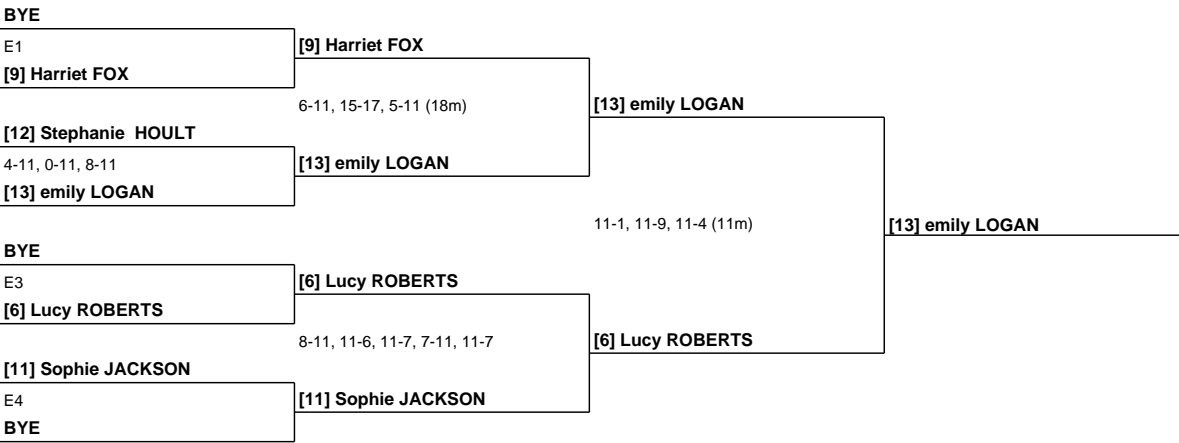 BYE
E1
[9] Harriet FOX
[9] Harriet FOX
6-11, 15-17, 5-11 (18m)
[13] emily LOGAN
[12] Stephanie  HOULT
4-11, 0-11, 8-11
[13] emily LOGAN
[13] emily LOGAN
11-1, 11-9, 11-4 (11m)
[13] emily LOGAN
BYE
E3
[6] Lucy ROBERTS
[6] Lucy ROBERTS
8-11, 11-6, 11-7, 7-11, 11-7
[6] Lucy ROBERTS
[11] Sophie JACKSON
E4
[11] Sophie JACKSON
BYE